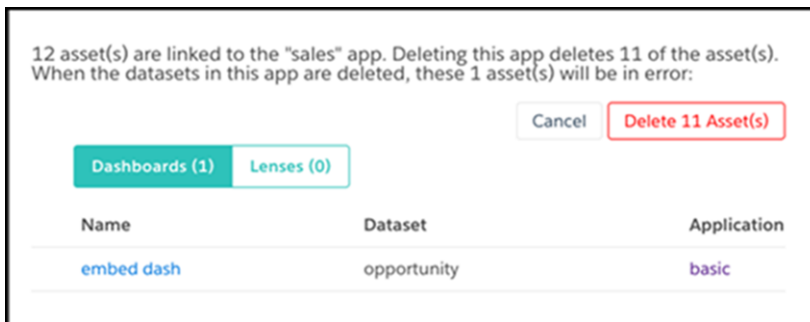 12 asset(s) are linked to the "sales" app. Deleting this app deletes 11 of the asset(s).
When the datasets in this app are deleted, these 1 asset(s) will be in error:
Cancel Delete 11 Asset(s)
Dashboards (1) Lenses (0)
Name Dataset Application
embed dash opportunity basic